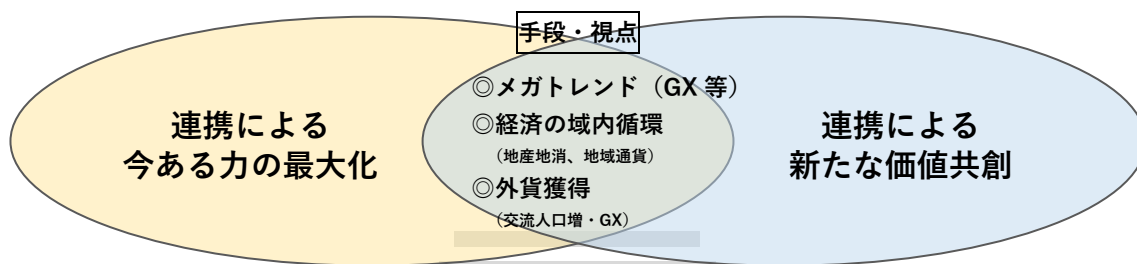 手段・視点
連携による
今ある力の最大化
◎メガトレンド（GX 等）
◎経済の域内循環
（地産地消、地域通貨）
◎外貨獲得
（交流人口増・GX）
連携による
新たな価値共創